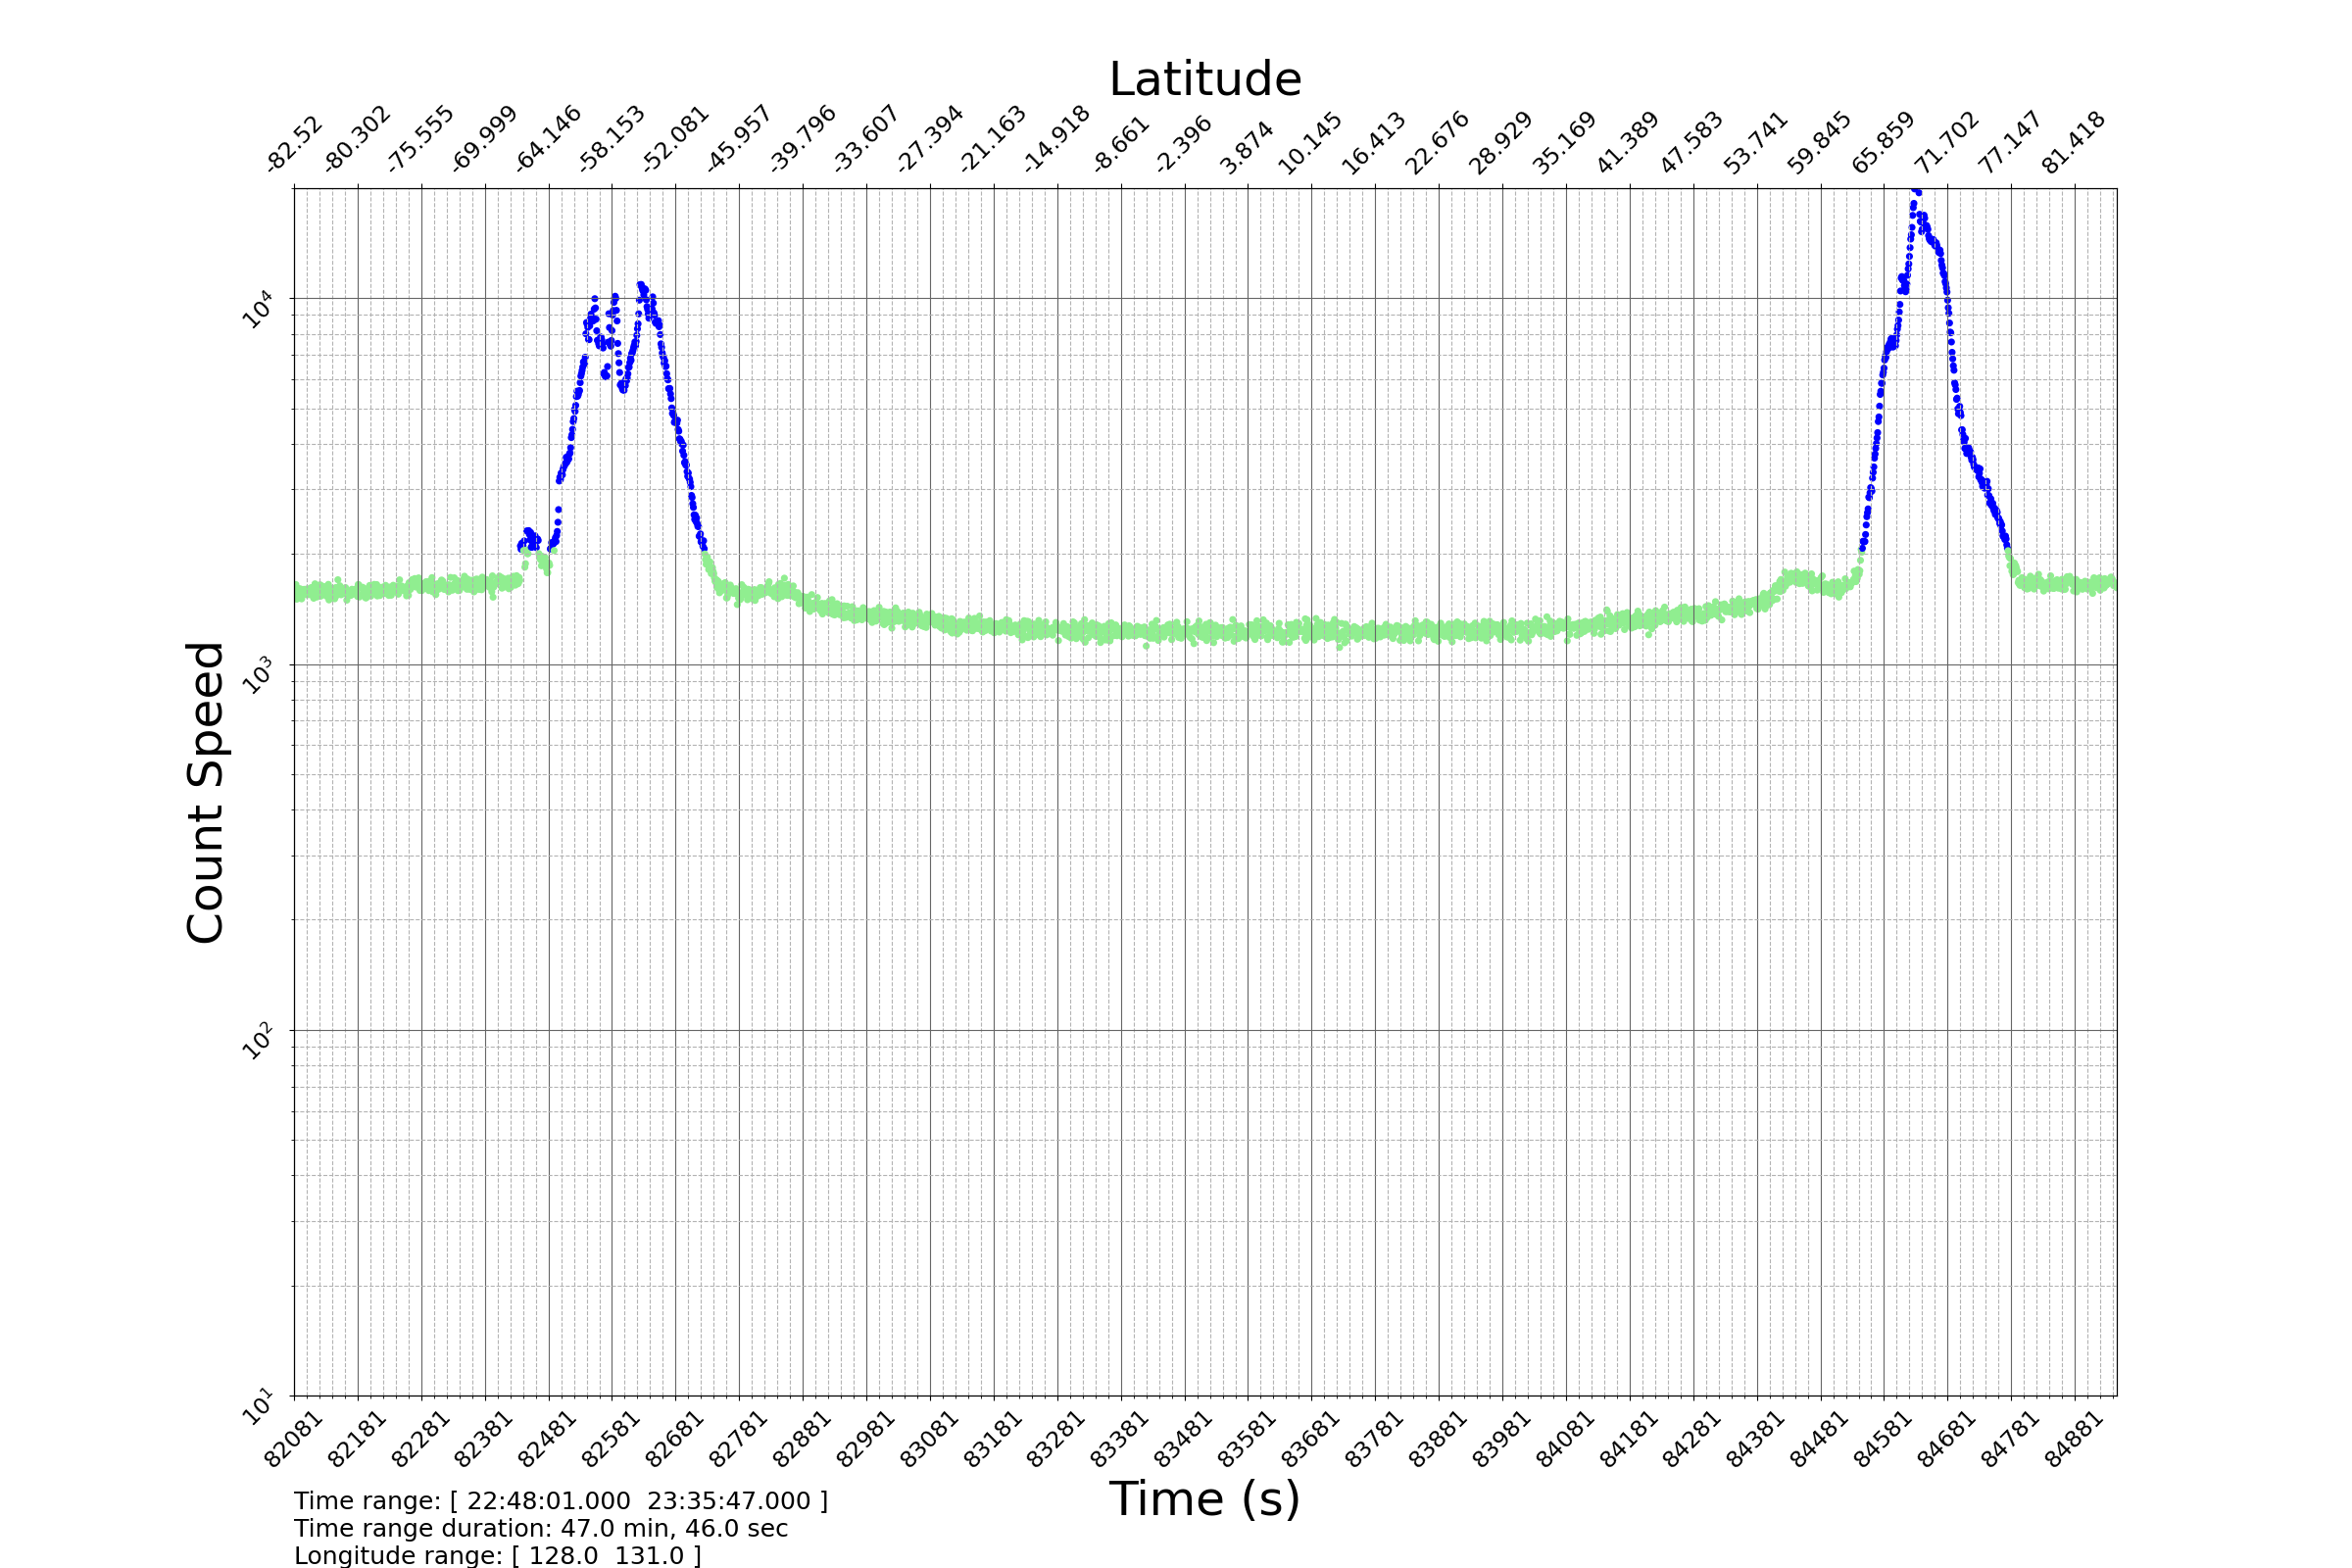 Latitude
-82.52 -80.302 -75.555 -69.999 -64.146 -58.153 -52.081 -45.957 -39.796 -33.607 -27.394 -21.163 -14.918 -8.661 -2.396 3.874 10.145 16.413 22.676 28.929 35.169 41.389 47.583 53.741 59.845 65.859 71.702 77.147 81.418
10⁴
10³
Count Speed
10²
10¹
82081 82181 82281 82381 82481 82581 82681 82781 82881 82981 83081 83181 83281 83381 83481 83581 83681 83781 83881 83981 84081 84181 84281 84381 84481 84581 84681 84781 84881
Time (s)
Time range: [ 22:48:01.000 23:35:47.000 ]
Time range duration: 47.0 min, 46.0 sec
Longitude range: [ 128.0 131.0 ]